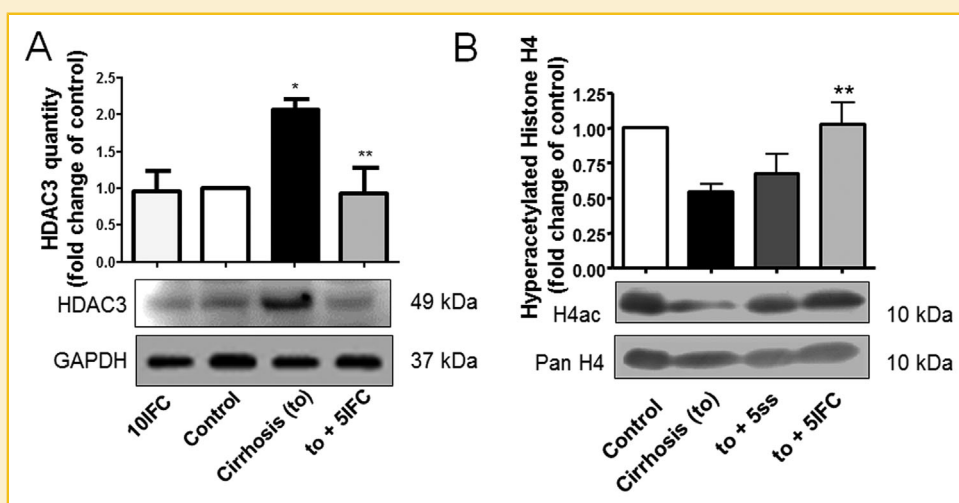 A
HDAC3 quantity
(fold change of control)
2.5
2.0
1.5
1.0
0.5
0.0
*
**
HDAC3
49 kDa
GAPDH
37 kDa
10IFC
Control
Cirrhosis (to)
to + 5IFC
B
Hyperacetylated Histone H4
(fold change of control)
1.25
1.00
0.75
0.50
0.25
0.00
**
H4ac
10 kDa
Pan H4
10 kDa
Control
Cirrhosis (to)
to + 5ss
to + 5IFC